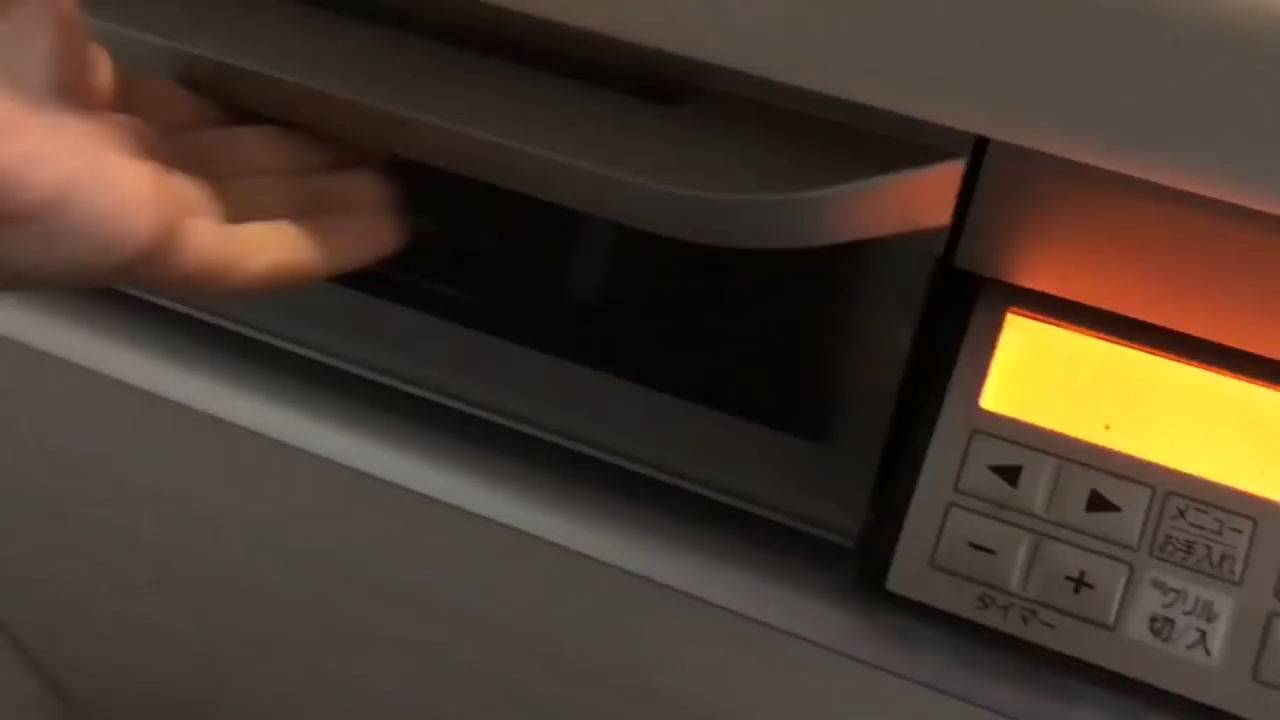 ◀ ▶
メニュー
お手入れ
− +
タイマー
グリル
切/入